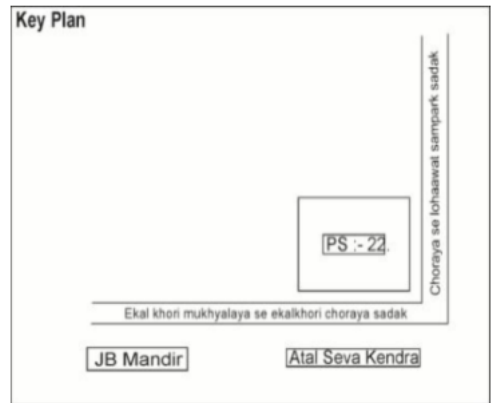 Key Plan
Choraya se lohaawat sampark sadak
PS :- 22.
Ekal khori mukhyalaya se ekalkhori choraya sadak
JB Mandir
Atal Seva Kendra